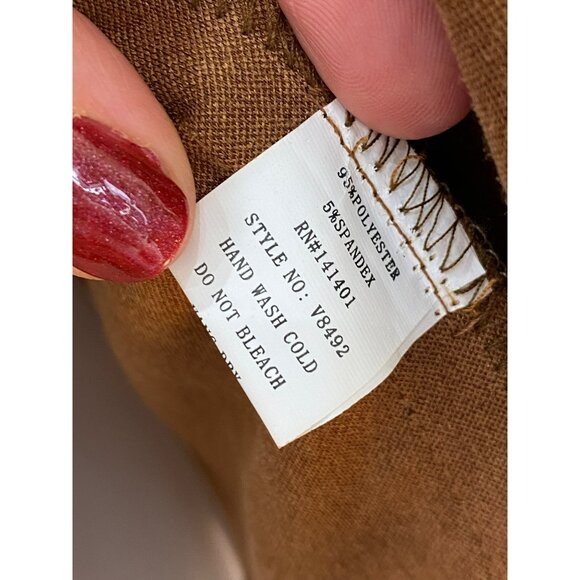 95%POLYESTER
5%SPANDEX
RN#141401
STYLE NO: V8492
HAND WASH COLD
DO NOT BLEACH